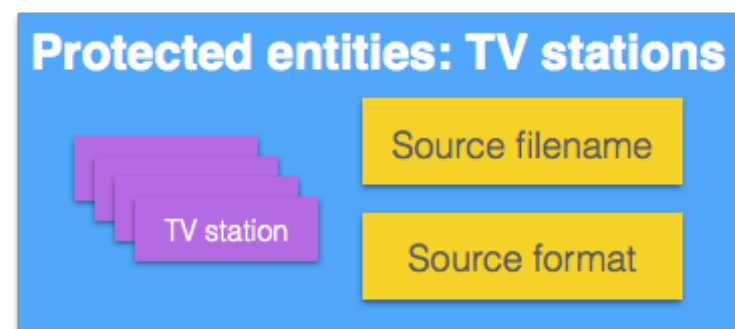 Protected entities: TV stations
Source filename
TV station
Source format